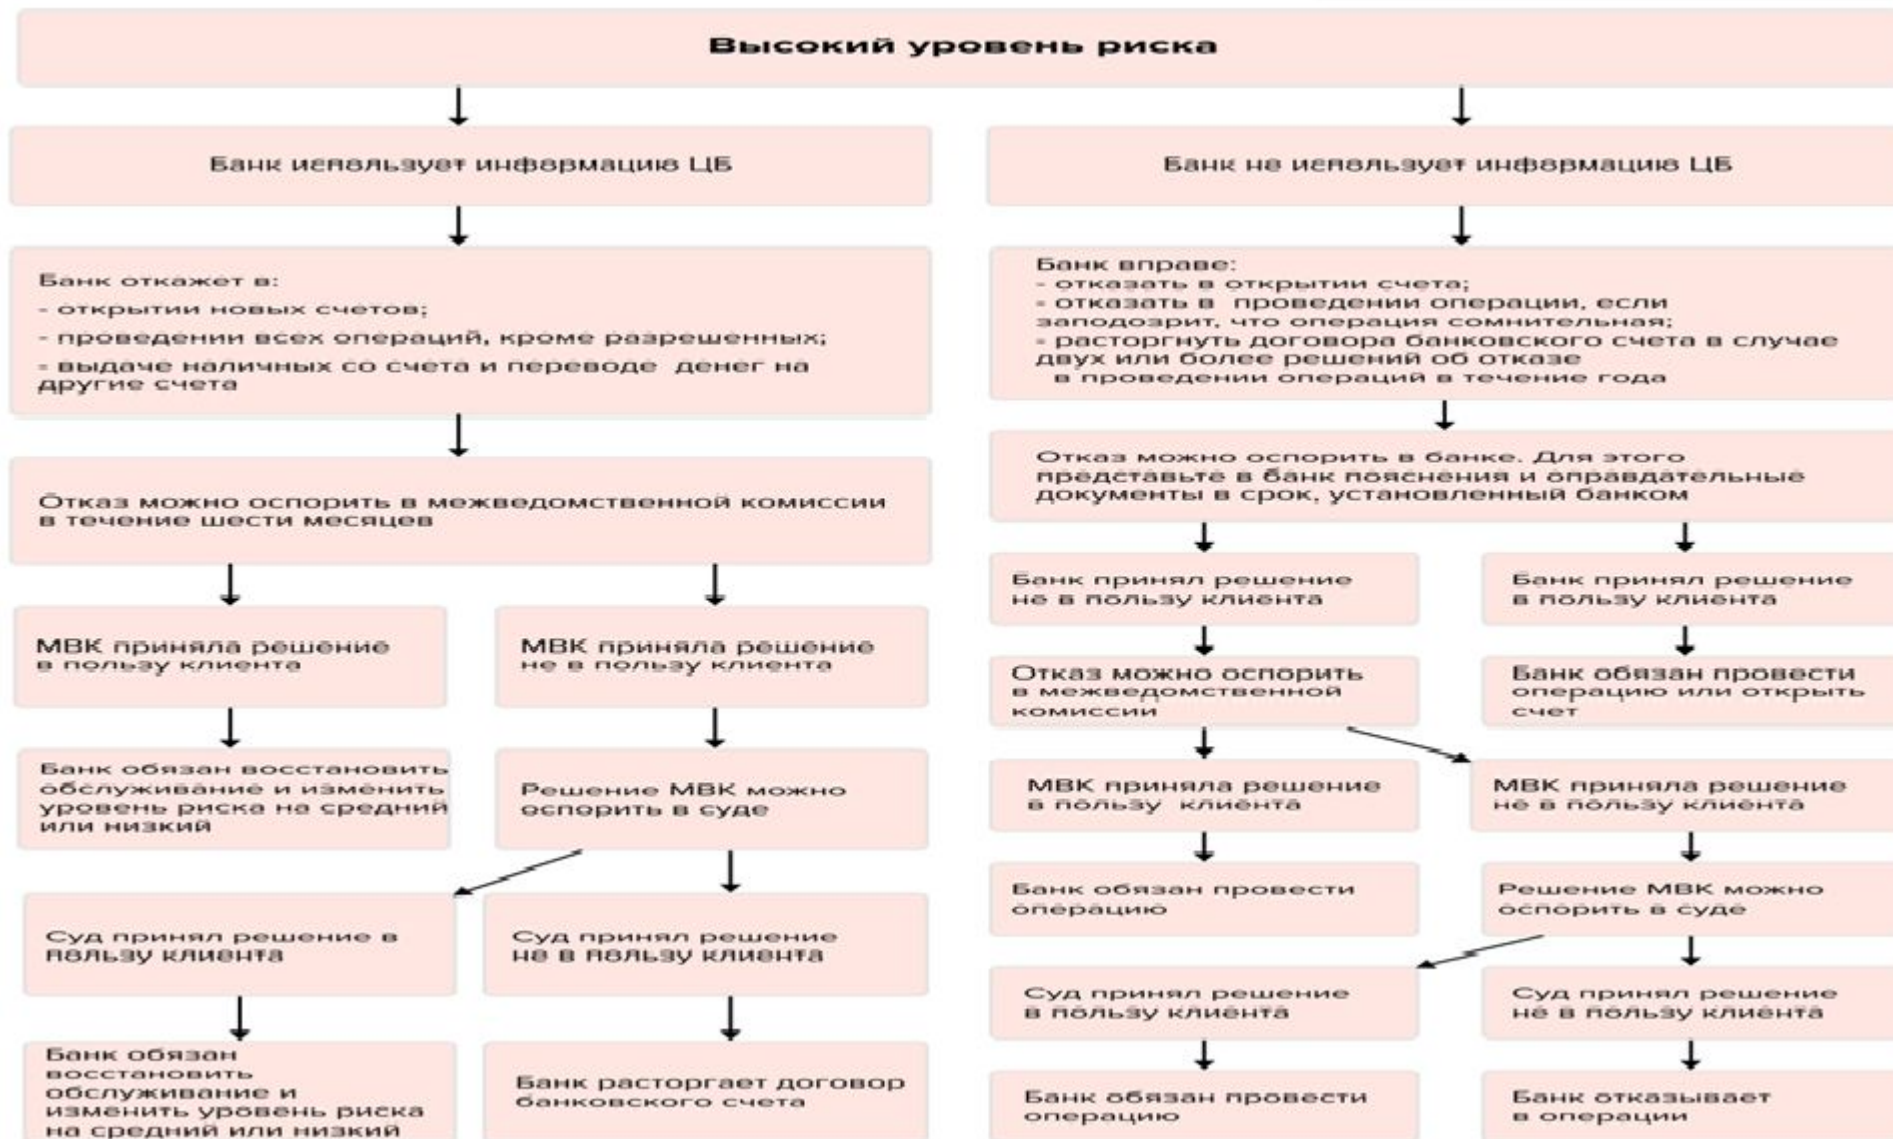 Высокий уровень риска
Банк использует информацию ЦБ
Банк откажет в:
- открытии новых счетов;
- проведении всех операций, кроме разрешенных;
- выдаче наличных со счета и переводе денег на
другие счета
Отказ можно оспорить в межведомственной комиссии
в течение шести месяцев
МВК приняла решение
в пользу клиента
Банк обязан восстановить
обслуживание и изменить
уровень риска на средний
или низкий
МВК приняла решение
не в пользу клиента
Решение МВК можно
оспорить в суде
Суд принял решение в
пользу клиента
Банк обязан
восстановить
обслуживание и
изменить уровень риска
на средний или низкий
Суд принял решение
не в пользу клиента
Банк расторгает договор
банковского счета
Банк не использует информацию ЦБ
Банк вправе:
- отказать в открытии счета;
- отказать в проведении операции, если
заподозрит, что операция сомнительная;
- расторгнуть договора банковского счета в случае
двух или более решений об отказе
в проведении операций в течение года
Отказ можно оспорить в банке. Для этого
представьте в банк пояснения и оправдательные
документы в срок, установленный банком
Банк принял решение
не в пользу клиента
Отказ можно оспорить
в межведомственной
комиссии
Банк принял решение
в пользу клиента
Банк обязан провести
операцию или открыть
счет
МВК приняла решение
в пользу клиента
Банк обязан провести
операцию
МВК приняла решение
не в пользу клиента
Решение МВК можно
оспорить в суде
Суд принял решение
в пользу клиента
Банк обязан провести
операцию
Суд принял решение
не в пользу клиента
Банк отказывает
в операции